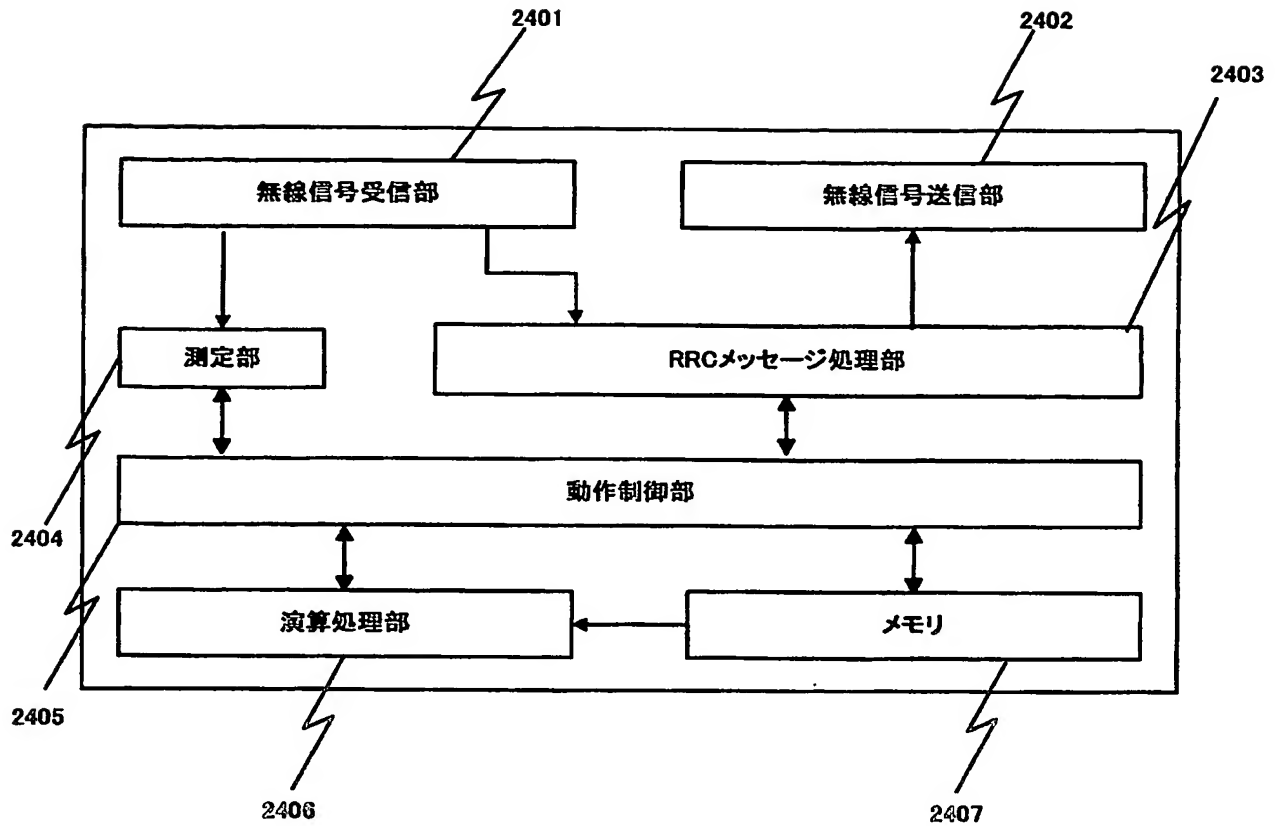 2401
2402
2403
無線信号受信部
無線信号送信部
測定部
RRCメッセージ処理部
動作制御部
2404
演算処理部
メモリ
2405
2406
2407